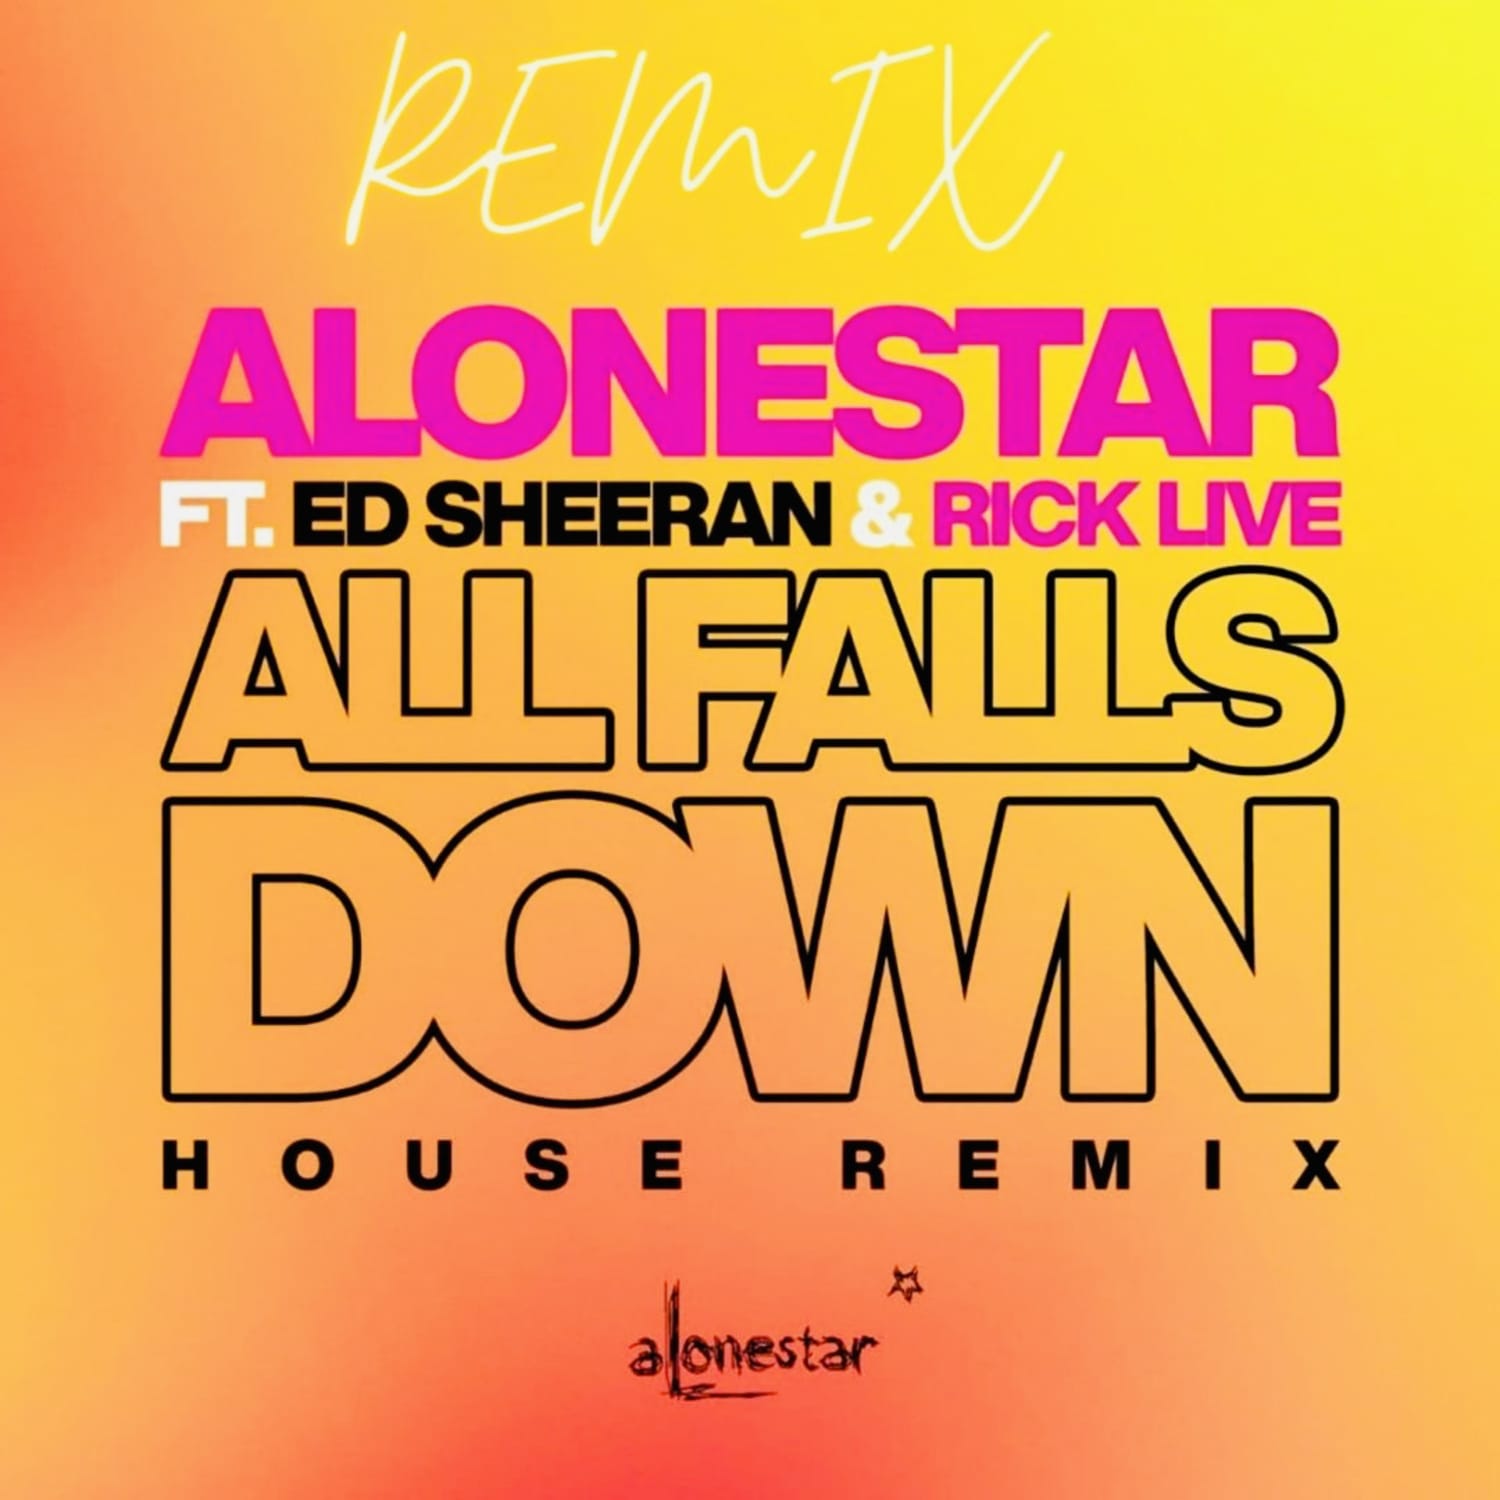 REMIX
ALONESTAR
FT. ED SHEERAN & RICK LIVE
ALL FALLS
DOWN
HOUSE REMIX
alonestar